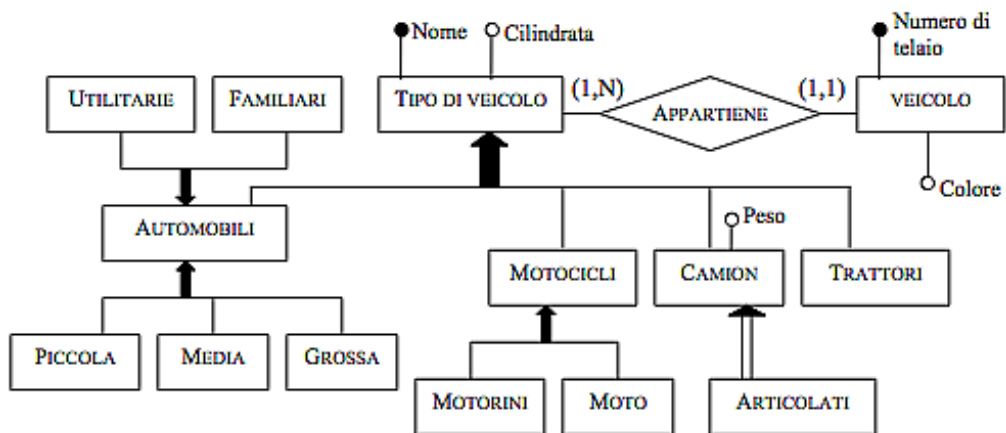 Nome
Cilindrata
Numero di
telaio
UTILITARIE
FAMILIARI
TIPO DI VEICOLO
(1,N)
APPARTIENE
(1,1)
VEICOLO
Colore
AUTOMOBILI
Peso
MOTOCICLI
CAMION
TRATTORI
PICCOLA
MEDIA
GROSSA
MOTORINI
MOTO
ARTICOLATI